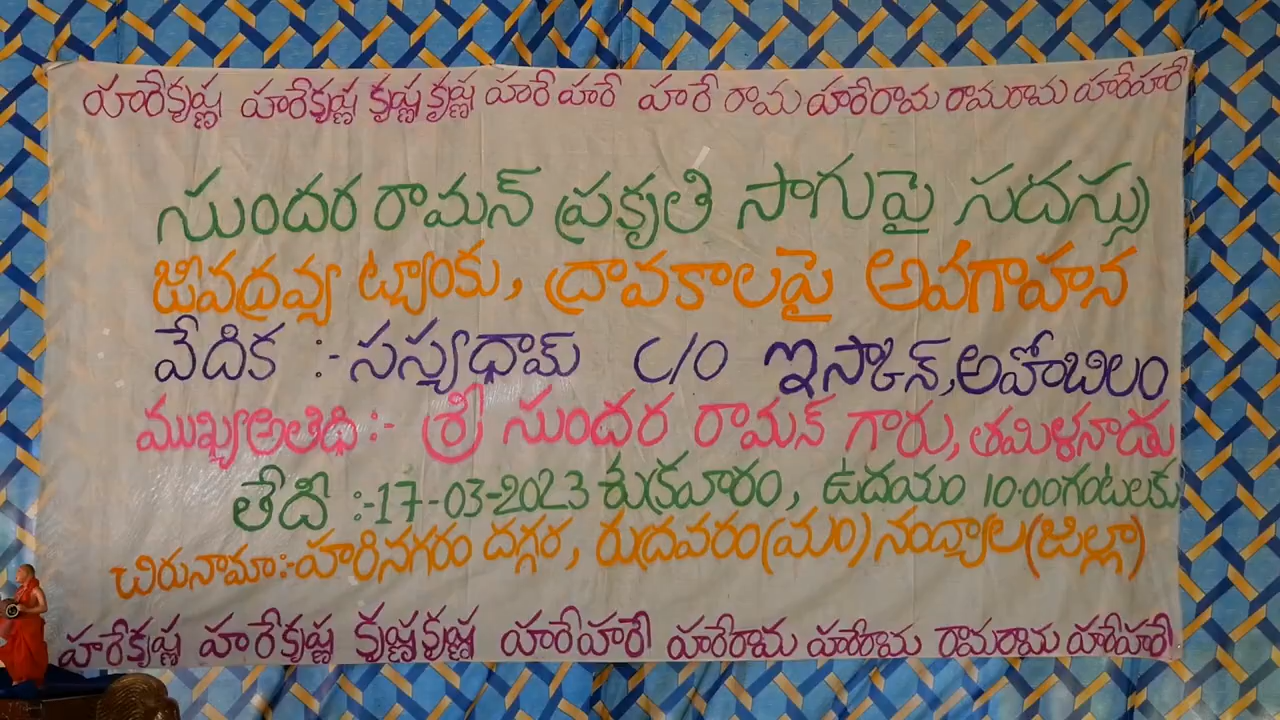 హరేకృష్ణ హరేకృష్ణ కృష్ణకృష్ణ హరే హరే హరే రామ హరేరామ రామరామ హరేహరే
సుందర రామన్ ప్రకృతి సాగుపై సదస్సు
జీవద్రవ్య ట్యాంకు, ద్రావకాలపై అవగాహన
వేదిక :- సస్యధామ్ C/O ఇస్కాన్, అహోబిలం
ముఖ్యఅతిధి:- శ్రీ సుందర రామన్ గారు, తమిళనాడు
తేది :-17-03-2023 శుక్రవారం, ఉదయం 10.00గంటలకు
చిరునామా:-హరినగరం దగ్గర, రుద్రవరం(మం) నంద్యాల(జిల్లా)
హరేకృష్ణ హరేకృష్ణ కృష్ణకృష్ణ హరేహరే హరేరామ హరేరామ రామరామ హరేహరే